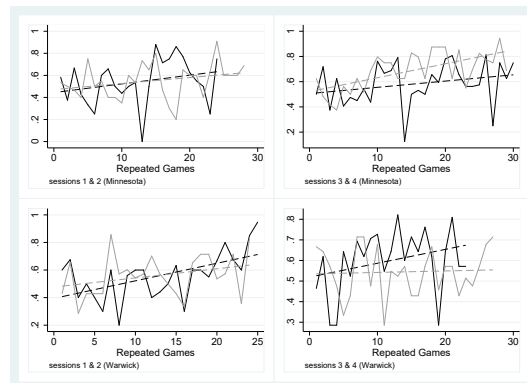 1
.8
.6
.4
.2
0
0 10 20 30
Repeated Games
sessions 1 & 2 (Minnesota)
1
.8
.6
.4
.2
0 10 20 30
Repeated Games
sessions 3 & 4 (Minnesota)
1
.8
.6
.4
.2
0 5 10 15 20 25
Repeated Games
sessions 1 & 2 (Warwick)
.8
.7
.6
.5
.4
.3
0 10 20 30
Repeated Games
sessions 3 & 4 (Warwick)